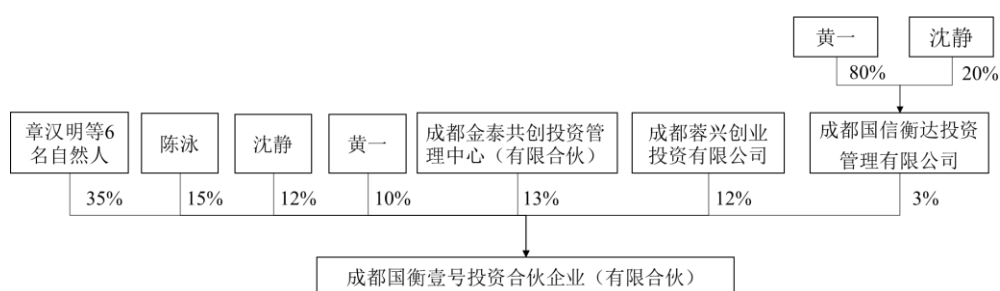 黄一
沈静
80%
20%
章汉明等6
名自然人
陈泳
沈静
黄一
成都金泰共创投资管
理中心（有限合伙）
成都蓉兴创业
投资有限公司
成都国信衡达投资
管理有限公司
35%
15%
12%
10%
13%
12%
3%
成都国衡壹号投资合伙企业（有限合伙）